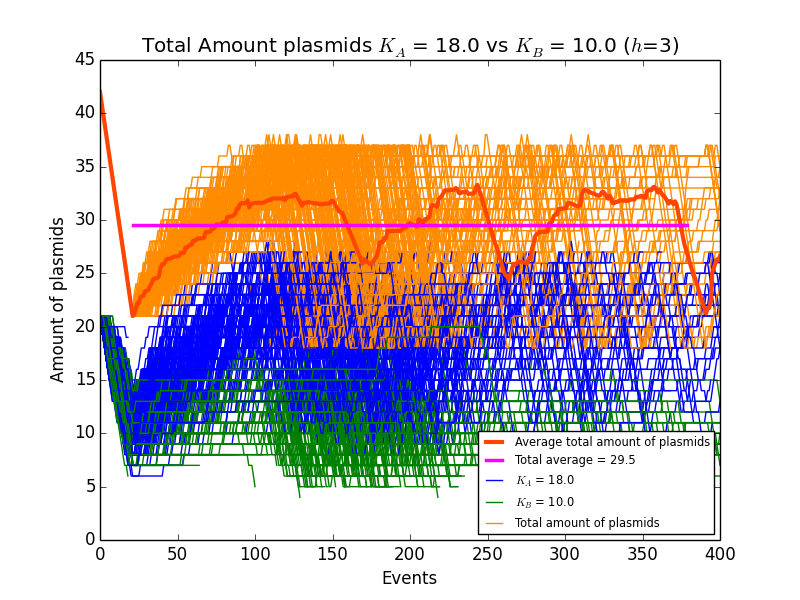 Total Amount plasmids K_A = 18.0 vs K_B = 10.0 (h=3)
45
40
35
30
25
20
15
10
5
0
Amount of plasmids
0 50 100 150 200 250 300 350 400
Events
Average total amount of plasmids
Total average = 29.5
K_A = 18.0
K_B = 10.0
Total amount of plasmids